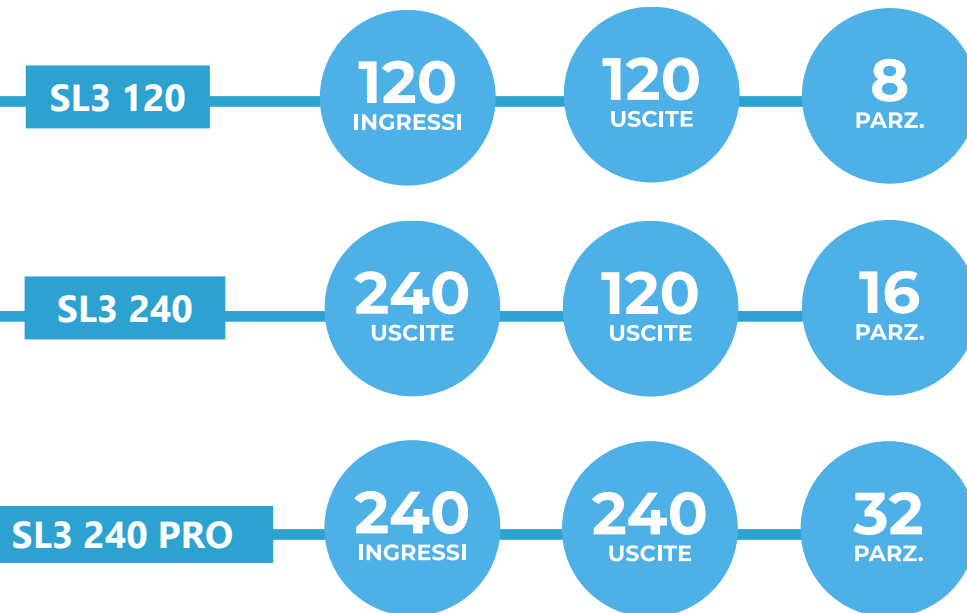 SL3 120
120
INGRESSI
120
USCITE
8
PARZ.
SL3 240
240
USCITE
120
USCITE
16
PARZ.
SL3 240 PRO
240
INGRESSI
240
USCITE
32
PARZ.